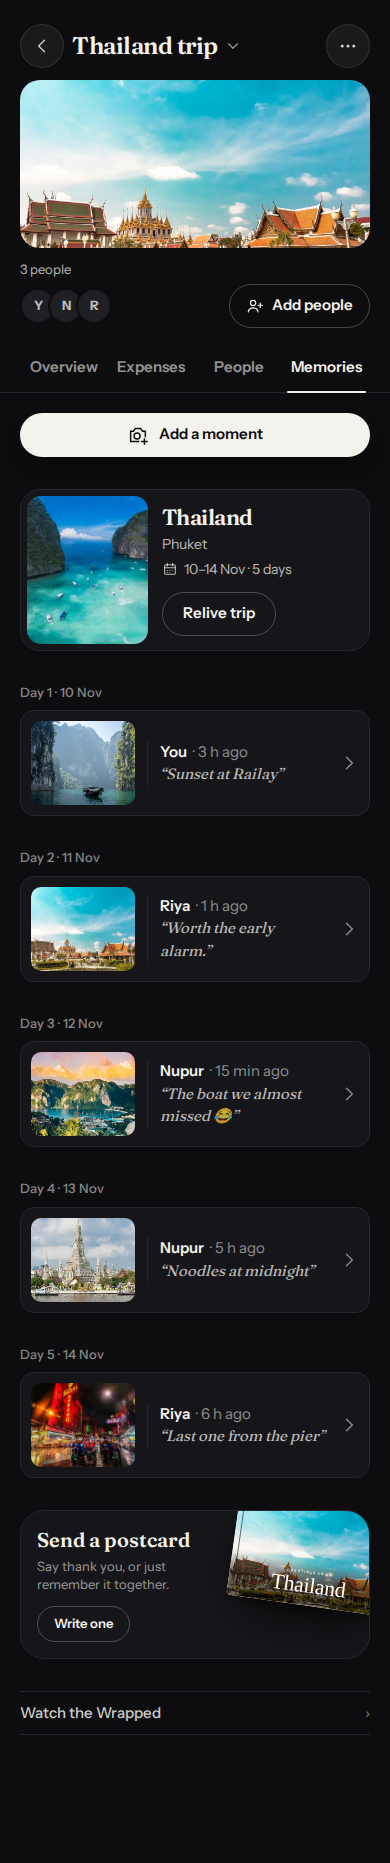 Thailand trip
3 people
Y N R
Add people
Overview Expenses People Memories
Add a moment
Thailand
Phuket
10–14 Nov · 5 days
Relive trip
Day 1 · 10 Nov
You · 3 h ago
“Sunset at Railay”
Day 2 · 11 Nov
Riya · 1 h ago
“Worth the early
alarm.”
Day 3 · 12 Nov
Nupur · 15 min ago
“The boat we almost
missed 😂”
Day 4 · 13 Nov
Nupur · 5 h ago
“Noodles at midnight”
Day 5 · 14 Nov
Riya · 6 h ago
“Last one from the pier”
Send a postcard
Say thank you, or just
remember it together.
Write one
GREETINGS FROM
Thailand
Watch the Wrapped ›